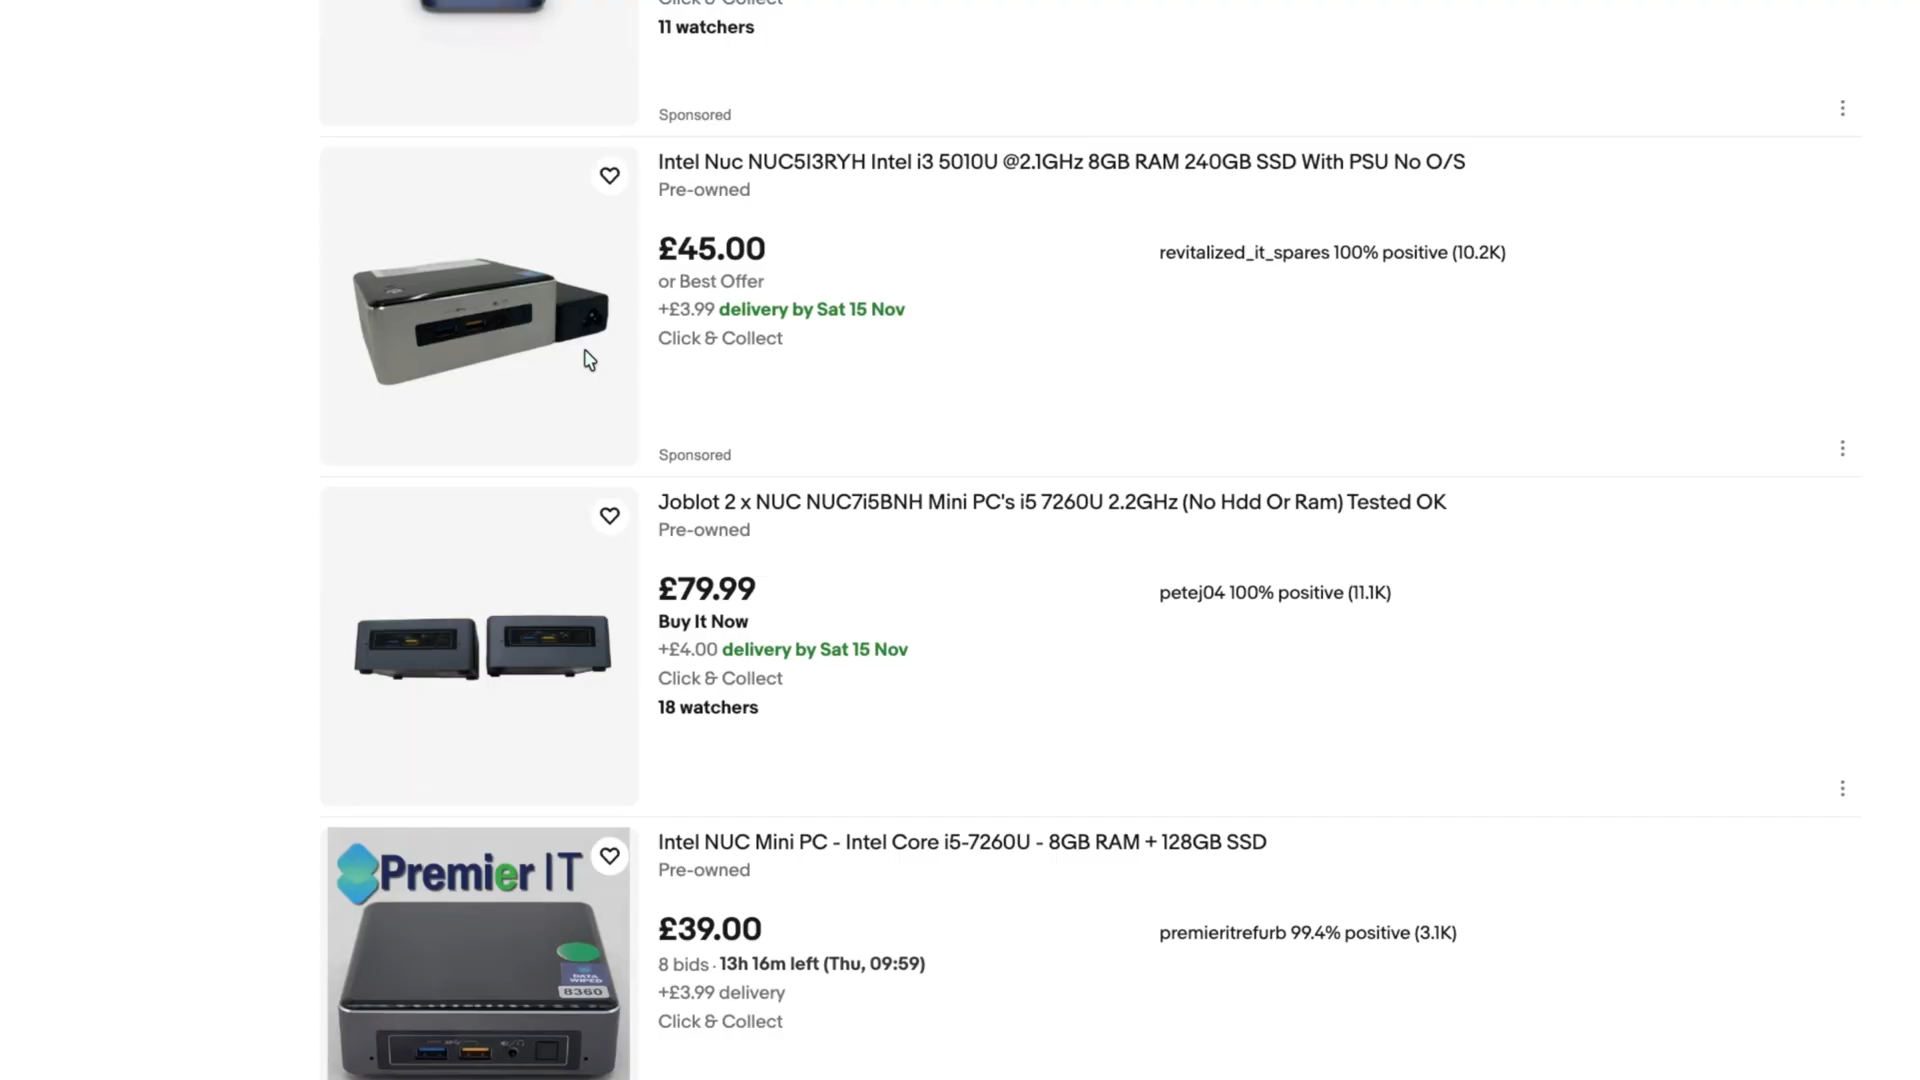 11 watchers
Sponsored
Intel Nuc NUC5I3RYH Intel i3 5010U @2.1GHz 8GB RAM 240GB SSD With PSU No O/S
Pre-owned
£45.00
revitalized_it_spares 100% positive (10.2K)
or Best Offer
+£3.99 delivery by Sat 15 Nov
Click & Collect
Sponsored
Joblot 2 x NUC NUC7i5BNH Mini PC's i5 7260U 2.2GHz (No Hdd Or Ram) Tested OK
Pre-owned
£79.99
petej04 100% positive (11.1K)
Buy It Now
+£4.00 delivery by Sat 15 Nov
Click & Collect
18 watchers
Premier IT
DATA
WIPED
8360
Intel NUC Mini PC - Intel Core i5-7260U - 8GB RAM + 128GB SSD
Pre-owned
£39.00
premieritrefurb 99.4% positive (3.1K)
8 bids · 13h 16m left (Thu, 09:59)
+£3.99 delivery
Click & Collect